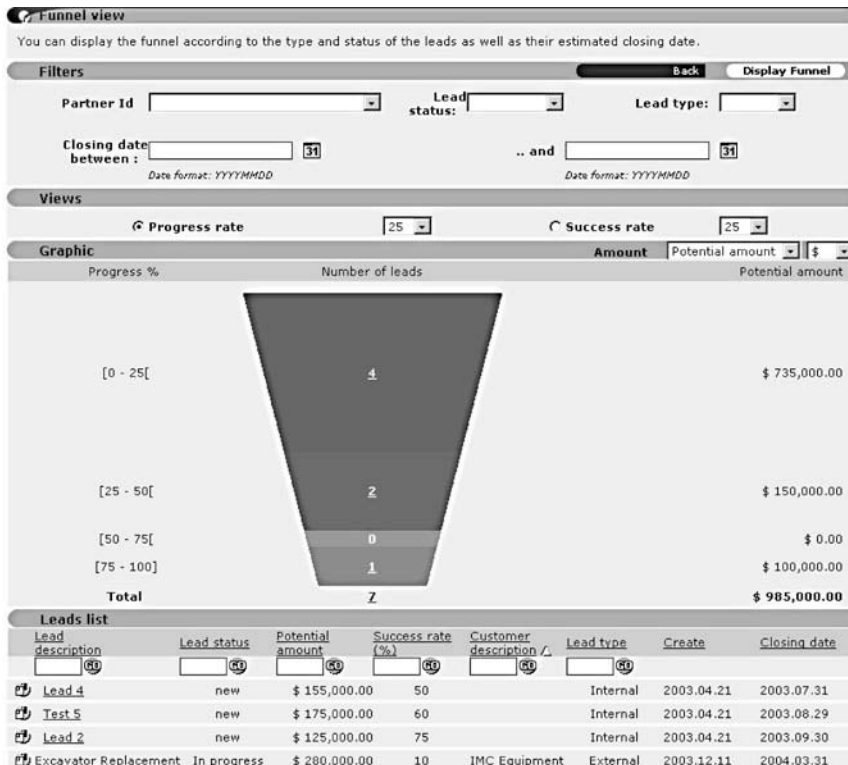 Funnel view
You can display the funnel according to the type and status of the leads as well as their estimated closing date.
Filters Back Display Funnel
Partner Id Lead status: Lead type:
Closing date between : 31 .. and 31
Date format: YYYYMMDD Date format: YYYYMMDD
Views
Progress rate 25 Success rate 25
Graphic Amount Potential amount $
Progress % Number of leads Potential amount
[0 - 25[ 4 $ 735,000.00
[25 - 50[ 2 $ 150,000.00
[50 - 75[ 0 $ 0.00
[75 - 100] 1 $ 100,000.00
Total 7 $ 985,000.00
Leads list
Lead description Lead status Potential amount Success rate (%) Customer description Lead type Create Closing date
Lead 4 new $ 155,000.00 50 Internal 2003.04.21 2003.07.31
Test 5 new $ 175,000.00 60 Internal 2003.04.21 2003.08.29
Lead 2 new $ 125,000.00 75 Internal 2003.04.21 2003.09.30
Excavator Replacement In progress $ 280,000.00 10 IMC Equipment External 2003.12.11 2004.03.31